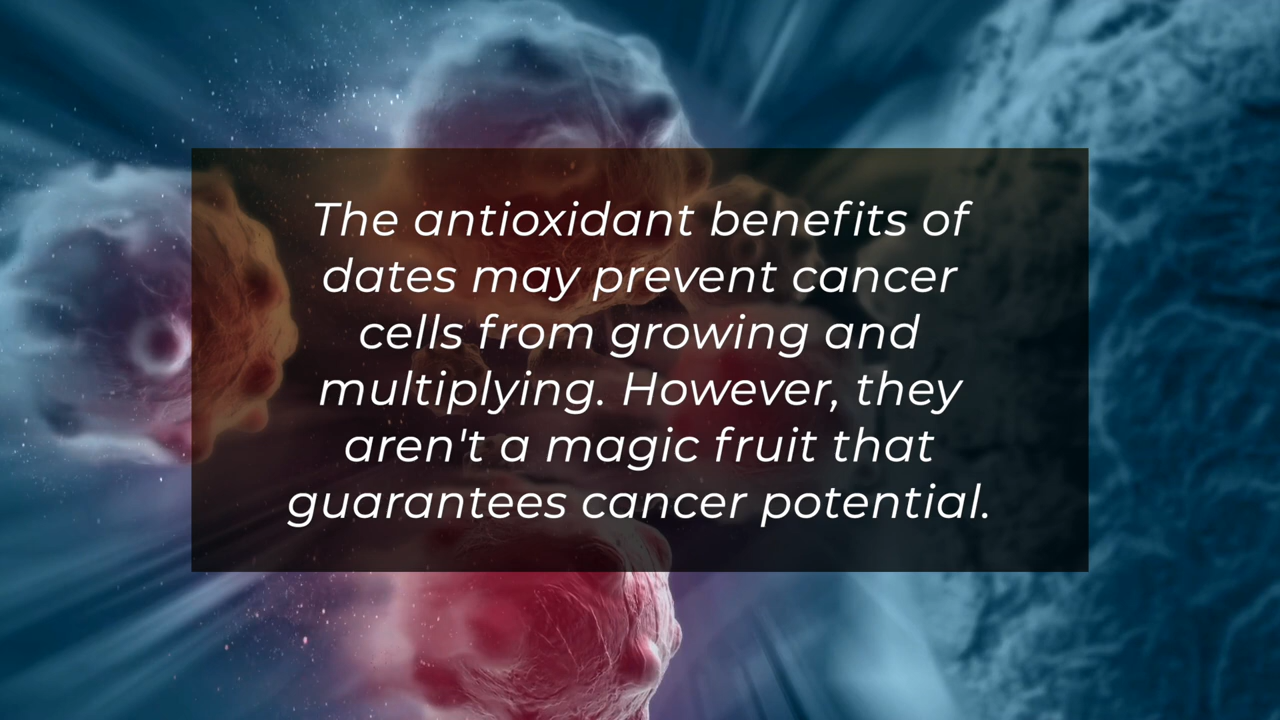 The antioxidant benefits of
dates may prevent cancer
cells from growing and
multiplying. However, they
aren't a magic fruit that
guarantees cancer potential.